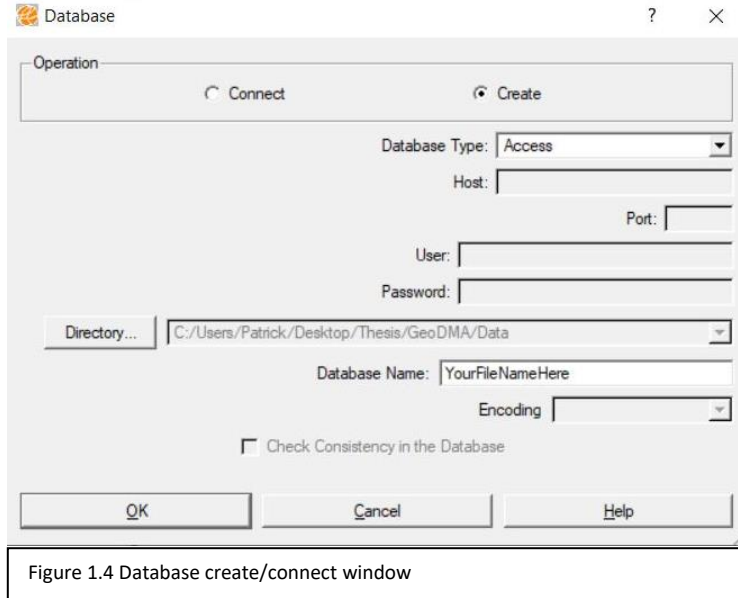 Database
Operation
Connect Create
Database Type: Access
Host:
Port:
User:
Password:
Directory... C:/Users/Patrick/Desktop/Thesis/GeoDMA/Data
Database Name: YourFileNameHere
Encoding
Check Consistency in the Database
OK Cancel Help
Figure 1.4 Database create/connect window